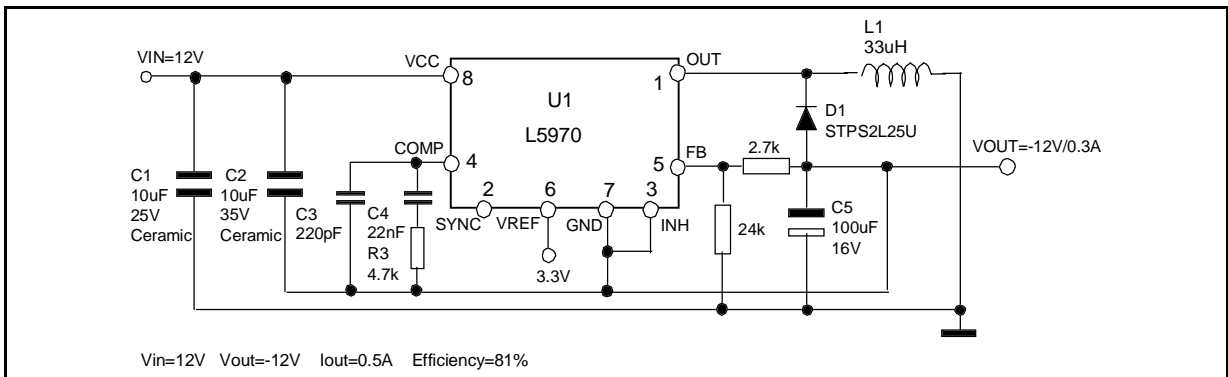 L1
33uH
VIN=12V
VCC
OUT
8
1
U1
L5970
D1
STPS2L25U
COMP
4
5
FB
2.7k
VOUT=-12V/0.3A
C1
10uF
25V
Ceramic
C2
10uF
35V
Ceramic
C3
220pF
C4
22nF
R3
4.7k
2
6
7
3
SYNC
VREF
GND
INH
3.3V
24k
C5
100uF
16V
Vin=12V Vout=-12V Iout=0.5A Efficiency=81%